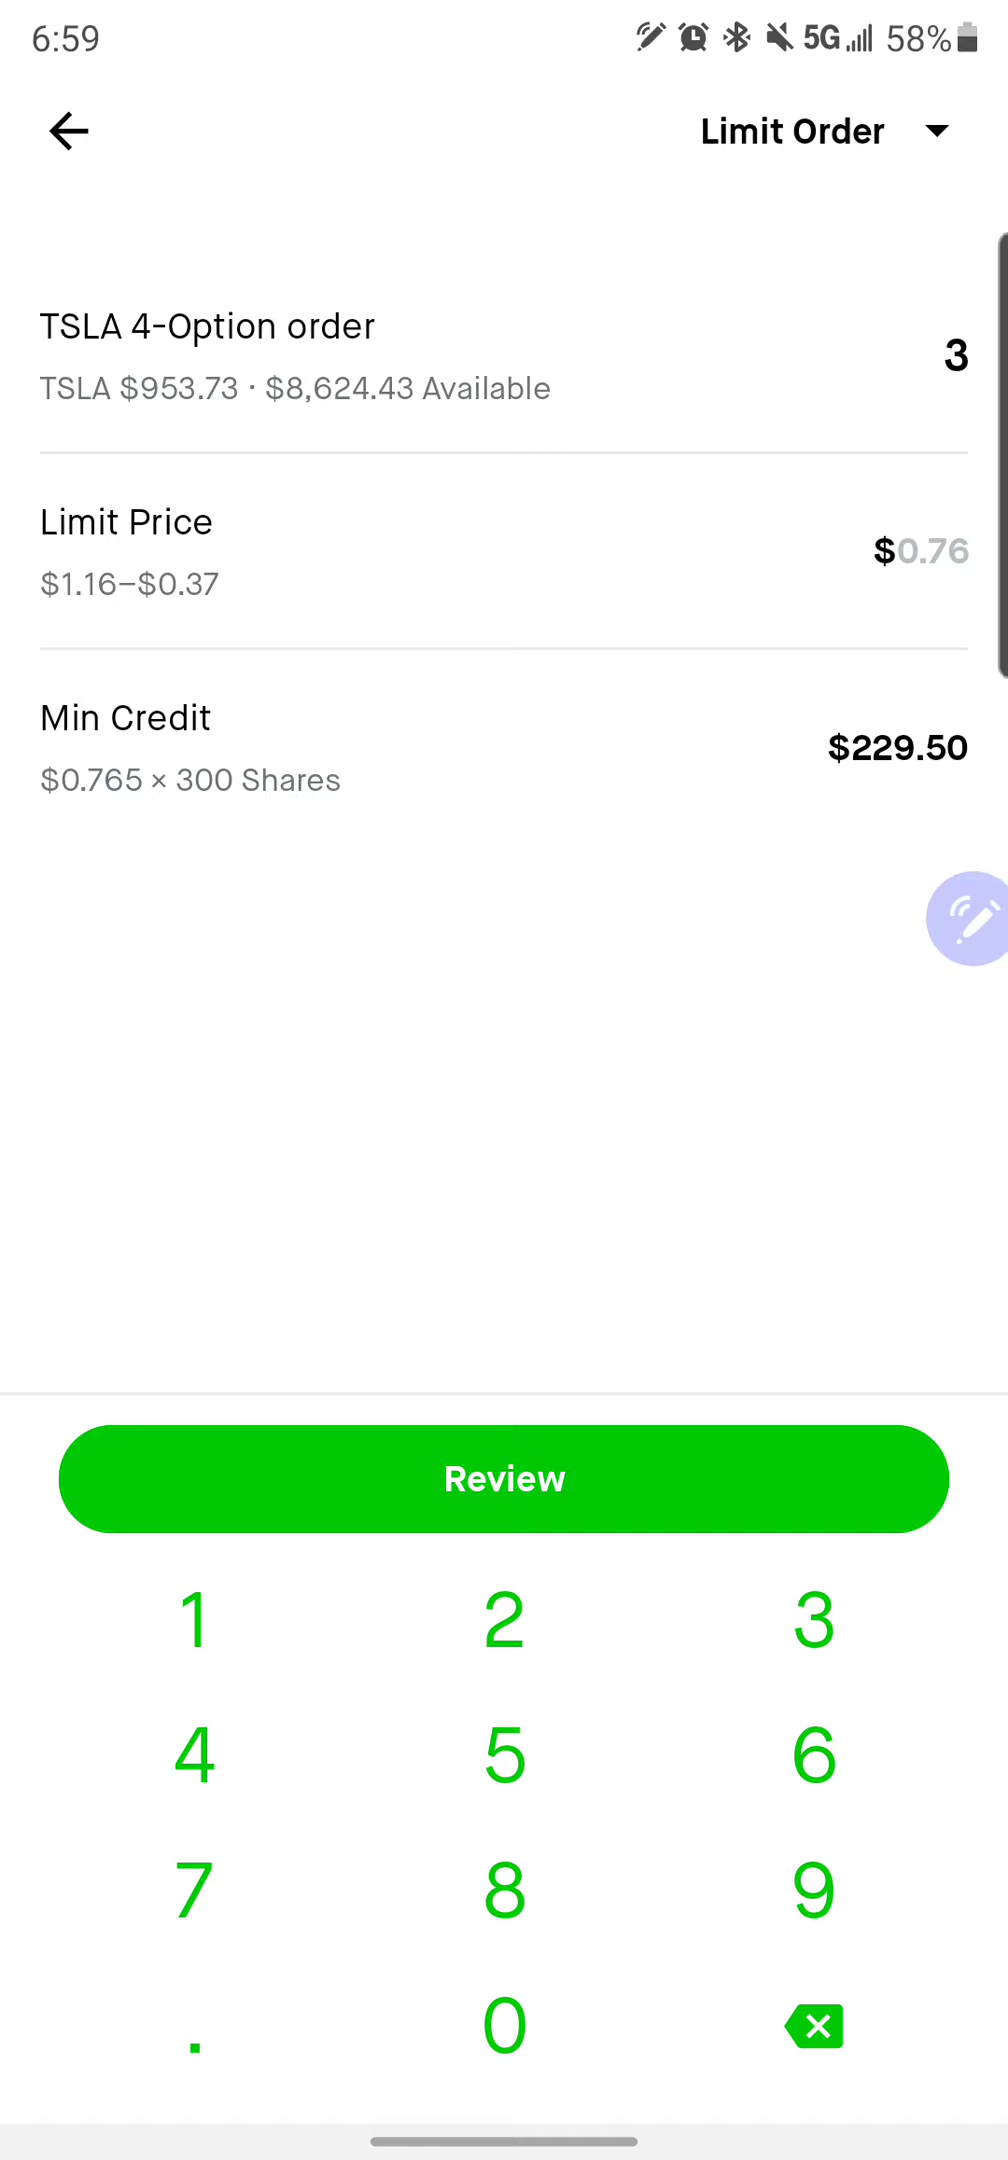 6:59 5G 58%
Limit Order
TSLA 4-Option order
3
TSLA $953.73 · $8,624.43 Available
Limit Price
$0.76
$1.16–$0.37
Min Credit
$229.50
$0.765 × 300 Shares
Review
1 2 3
4 5 6
7 8 9
. 0